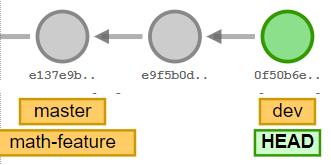 e137e9b.. e9f5b0d.. 0f50b6e..
master dev
math-feature HEAD